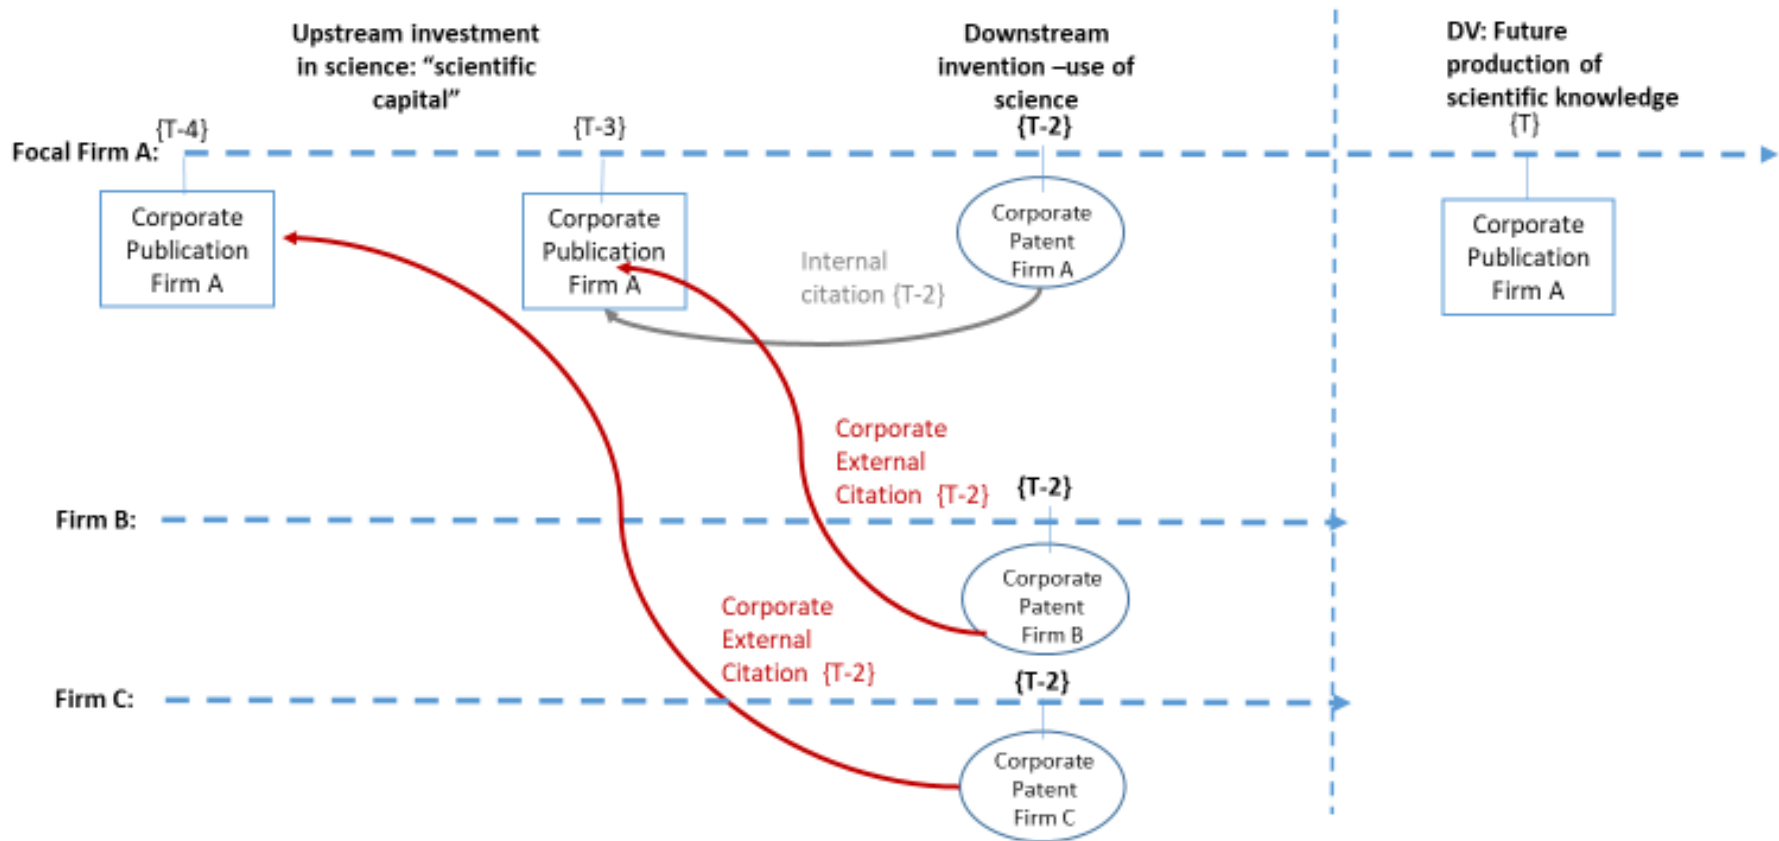 Upstream investment
in science: “scientific
capital”
Downstream
invention –use of
science
DV: Future
production of
scientific knowledge
{T-4}
{T-3}
{T-2}
{T}
Focal Firm A:
Corporate
Publication
Firm A
Corporate
Publication
Firm A
Corporate
Patent
Firm A
Corporate
Publication
Firm A
Internal
citation {T-2}
Corporate
External
Citation {T-2}
{T-2}
Firm B:
Corporate
Patent
Firm B
Corporate
External
Citation {T-2}
{T-2}
Firm C:
Corporate
Patent
Firm C